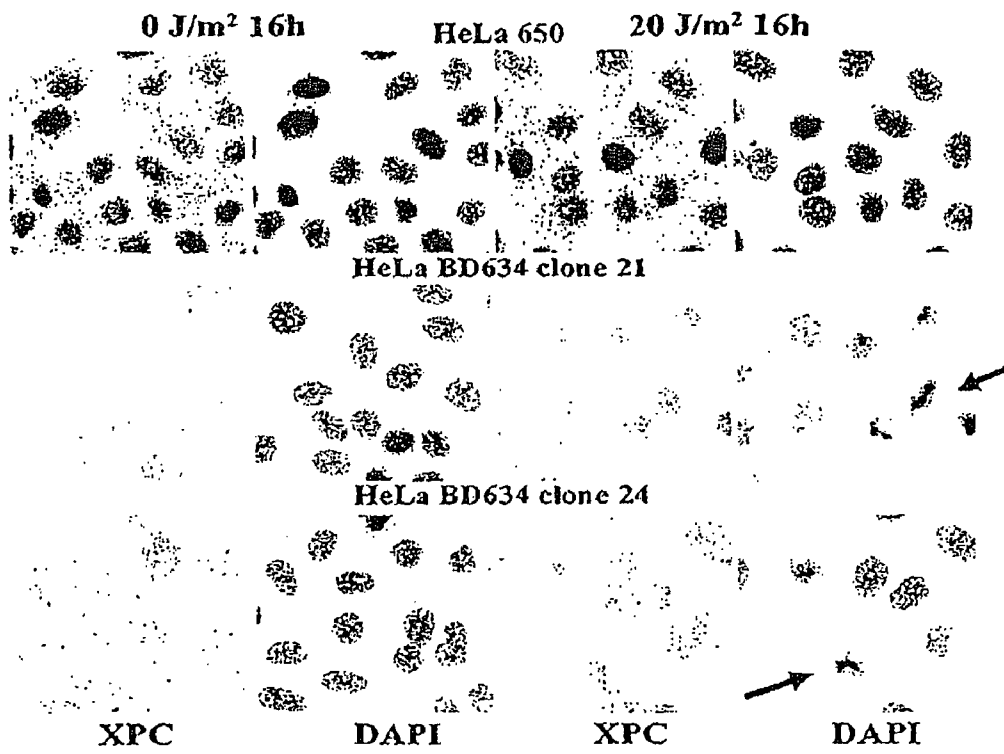 0 J/m² 16h
HeLa 650
20 J/m² 16h
HeLa BD634 clone 21
HeLa BD634 clone 24
XPC
DAPI
XPC
DAPI